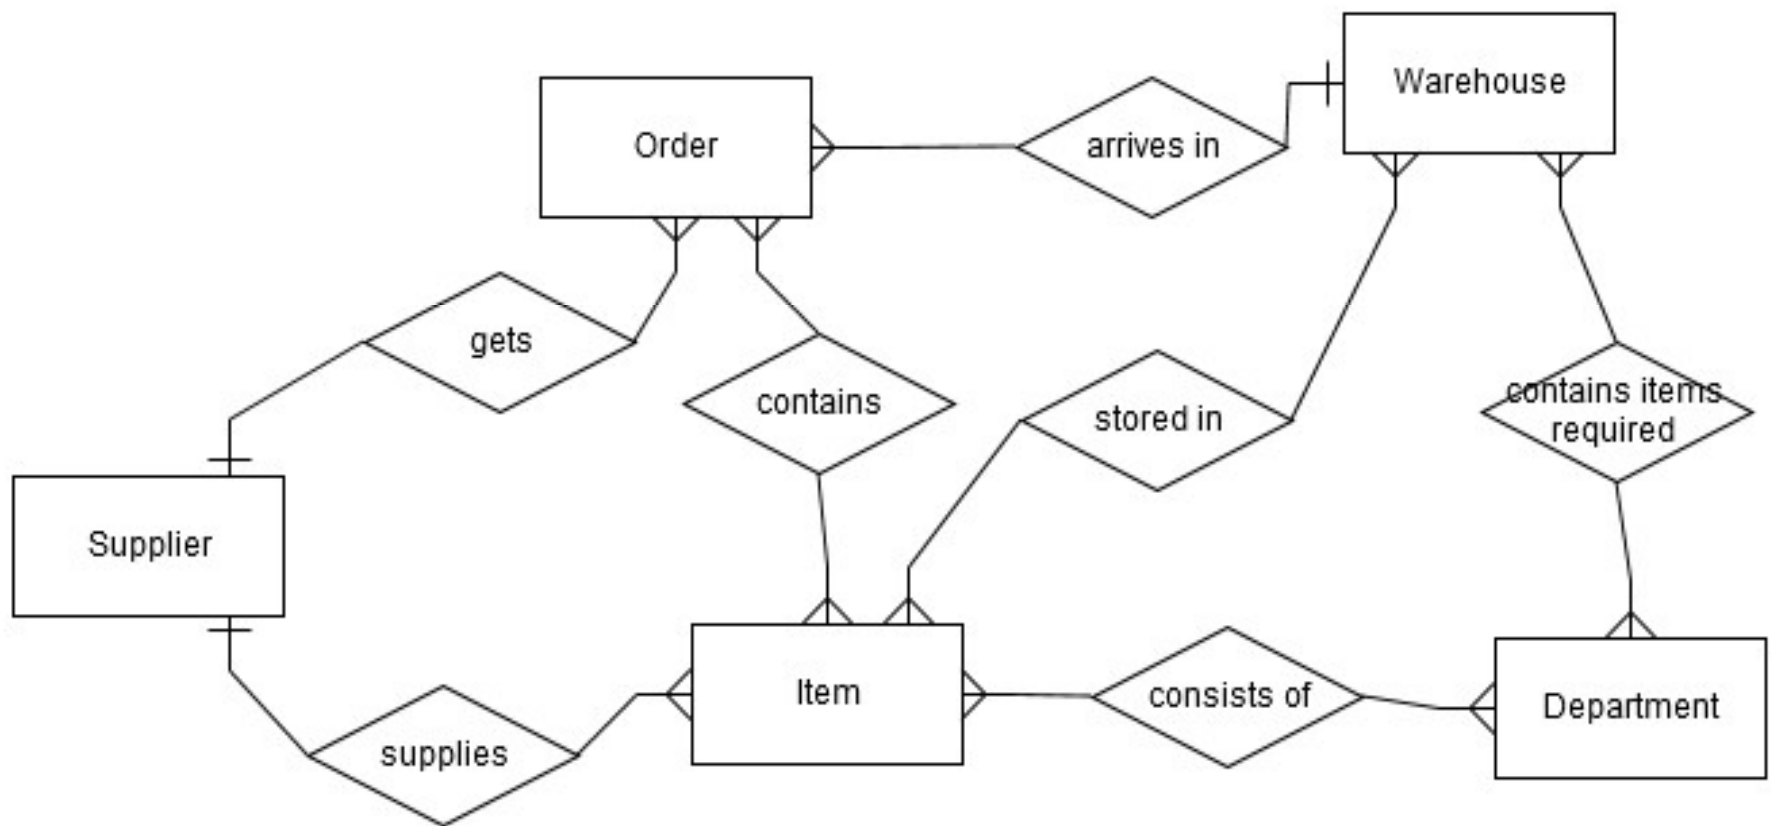 Warehouse
Order
arrives in
gets
contains
stored in
contains items
required
Supplier
Item
consists of
Department
supplies